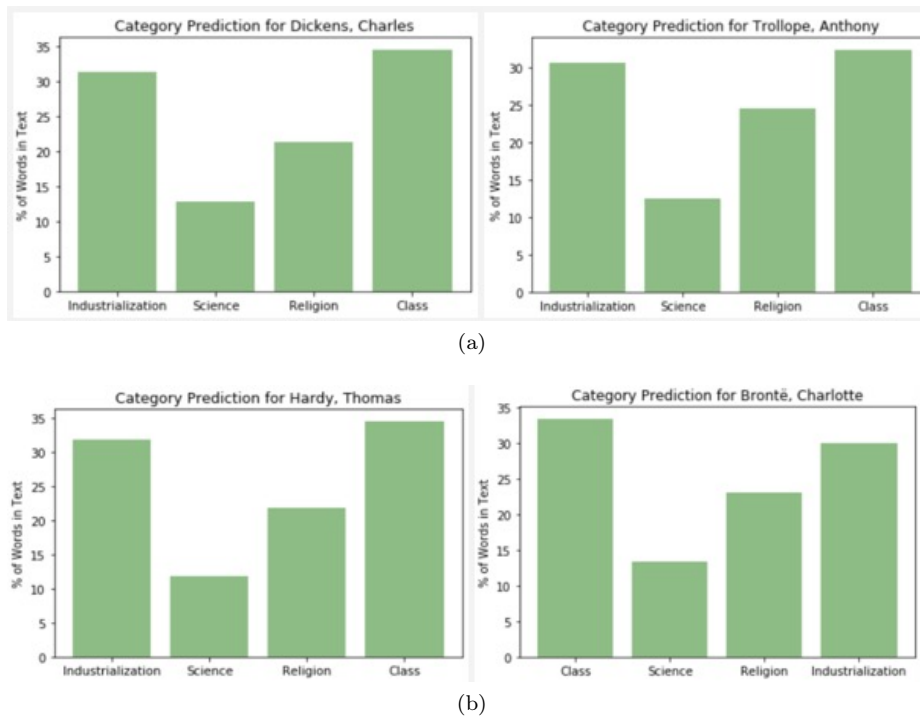 Category Prediction for Dickens, Charles
% of Words in Text
35
30
25
20
15
10
5
0
Industrialization Science Religion Class
Category Prediction for Trollope, Anthony
% of Words in Text
30
25
20
15
10
5
0
Industrialization Science Religion Class
(a)
Category Prediction for Hardy, Thomas
% of Words in Text
35
30
25
20
15
10
5
0
Industrialization Science Religion Class
Category Prediction for Brontë, Charlotte
% of Words in Text
35
30
25
20
15
10
5
0
Class Science Religion Industrialization
(b)